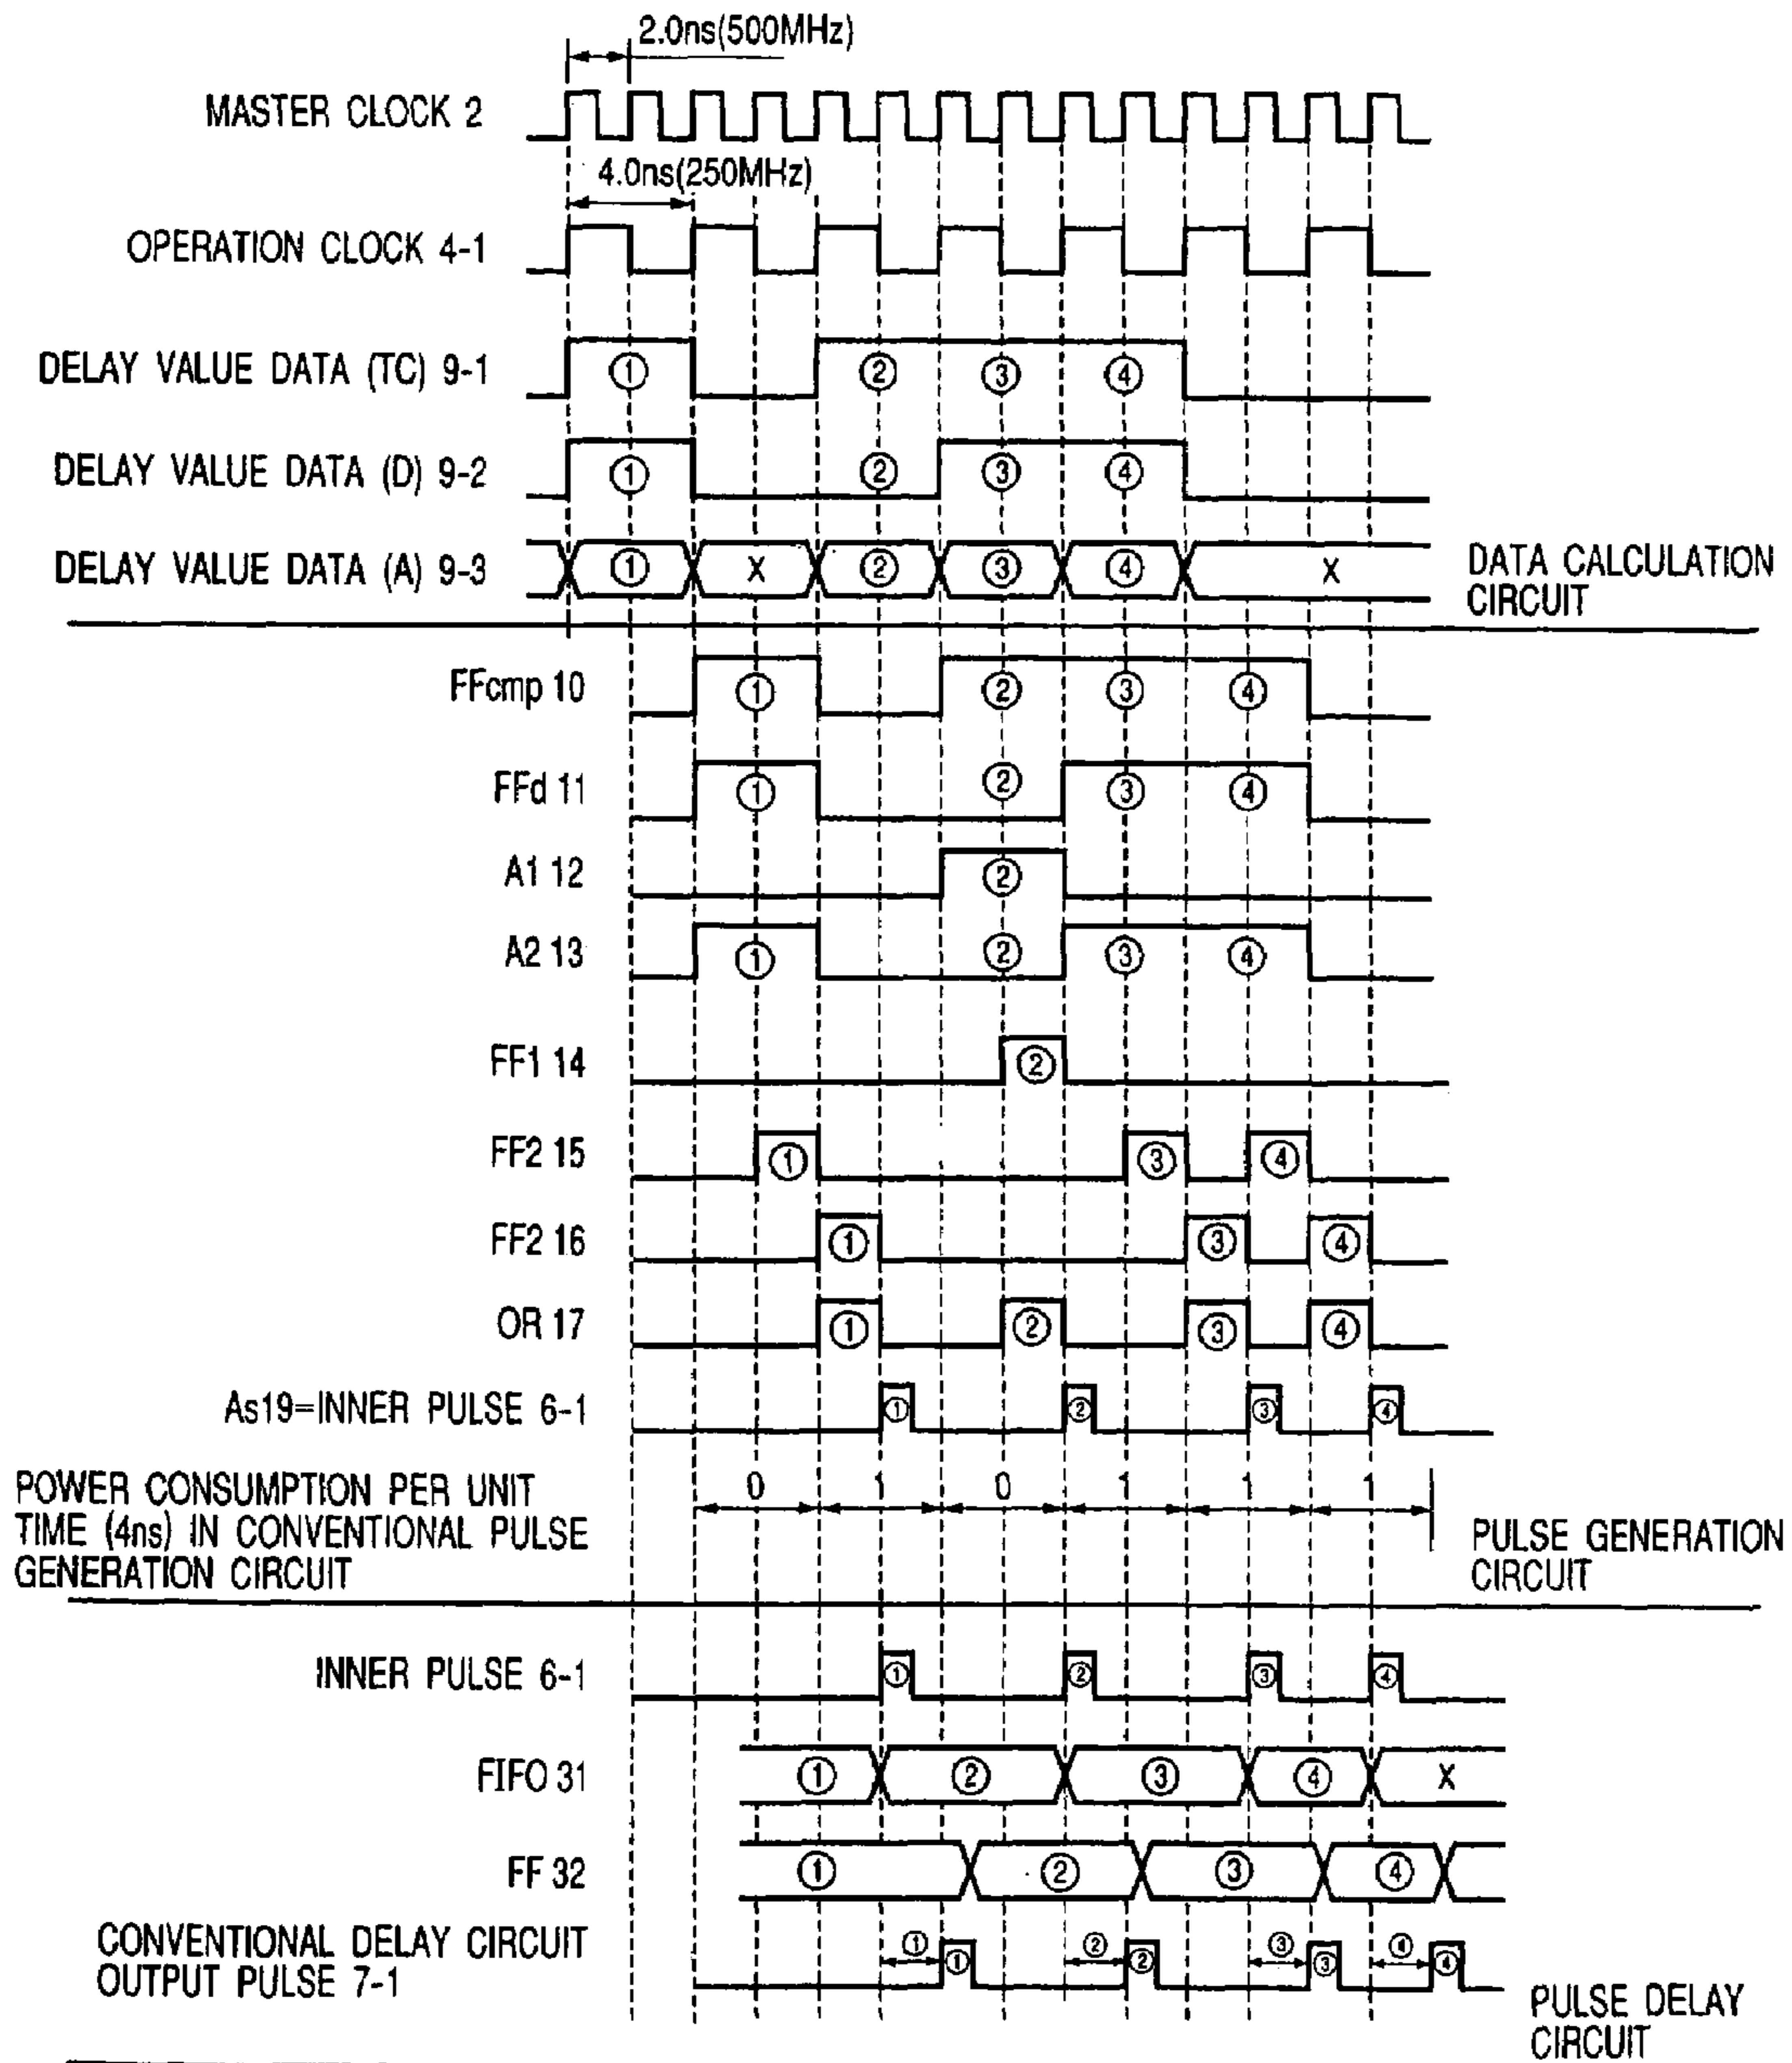 2.0ns(500MHz)
MASTER CLOCK 2
4.0ns(250MHz)
OPERATION CLOCK 4-1
DELAY VALUE DATA (TC) 9-1 ① ② ③ ④
DELAY VALUE DATA (D) 9-2 ① ② ③ ④
DELAY VALUE DATA (A) 9-3 ① X ② ③ ④ X
DATA CALCULATION
CIRCUIT
FFcmp 10 ① ② ③ ④
FFd 11 ① ② ③ ④
A1 12 ②
A2 13 ① ② ③ ④
FF1 14 ②
FF2 15 ① ③ ④
FF2 16 ① ③ ④
OR 17 ① ② ③ ④
As19=INNER PULSE 6-1 ① ② ③ ④
POWER CONSUMPTION PER UNIT
TIME (4ns) IN CONVENTIONAL PULSE
GENERATION CIRCUIT
0 1 0 1 1 1
PULSE GENERATION
CIRCUIT
INNER PULSE 6-1 ① ② ③ ④
FIFO 31 ① ② ③ ④ X
FF 32 ① ② ③ ④
CONVENTIONAL DELAY CIRCUIT
OUTPUT PULSE 7-1
① ① ② ② ③ ③ ④ ④
PULSE DELAY
CIRCUIT